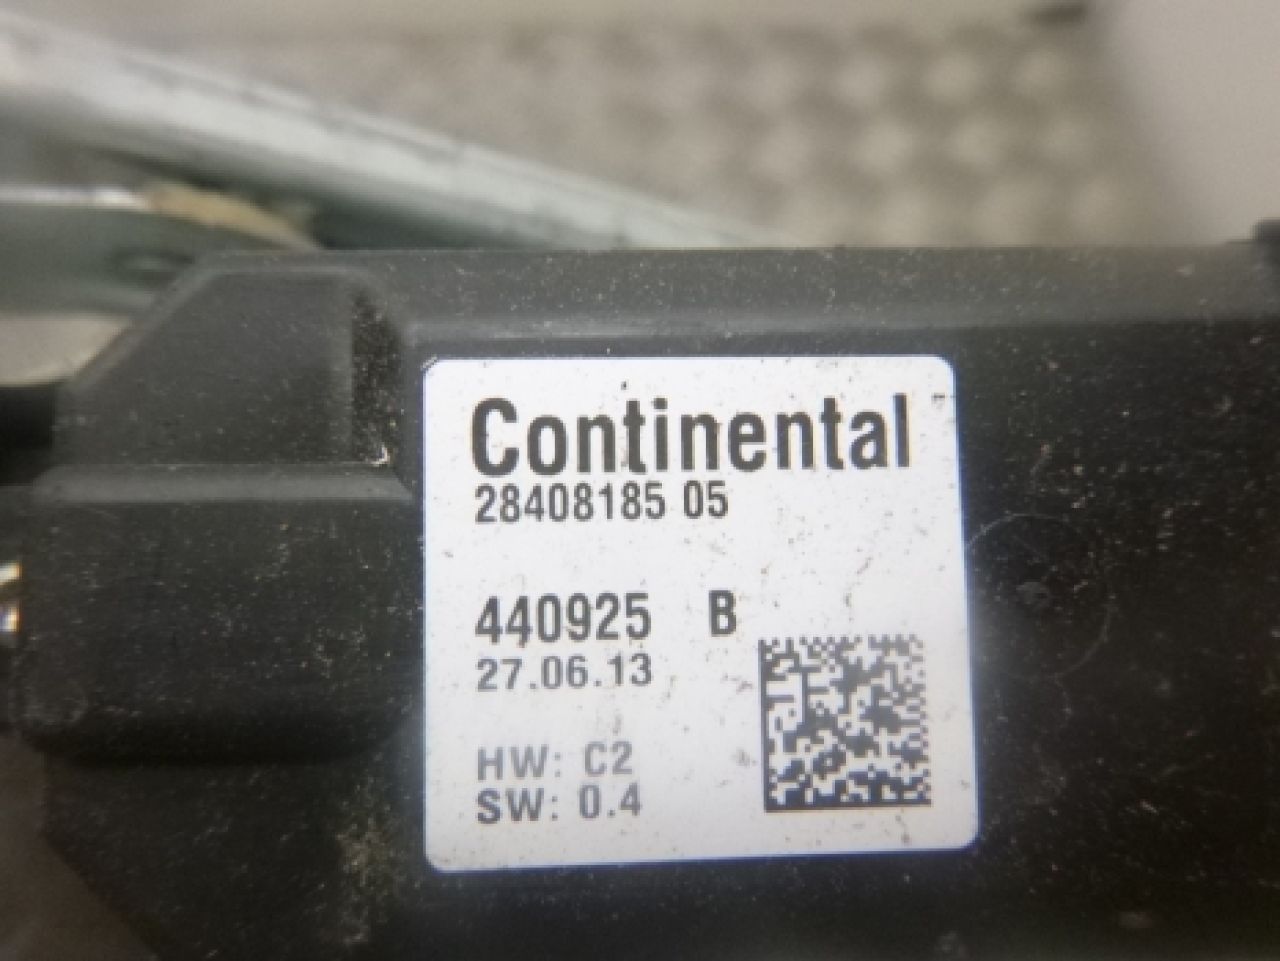 Continental
28408185 05
440925 B
27.06.13
HW: C2
SW: 0.4